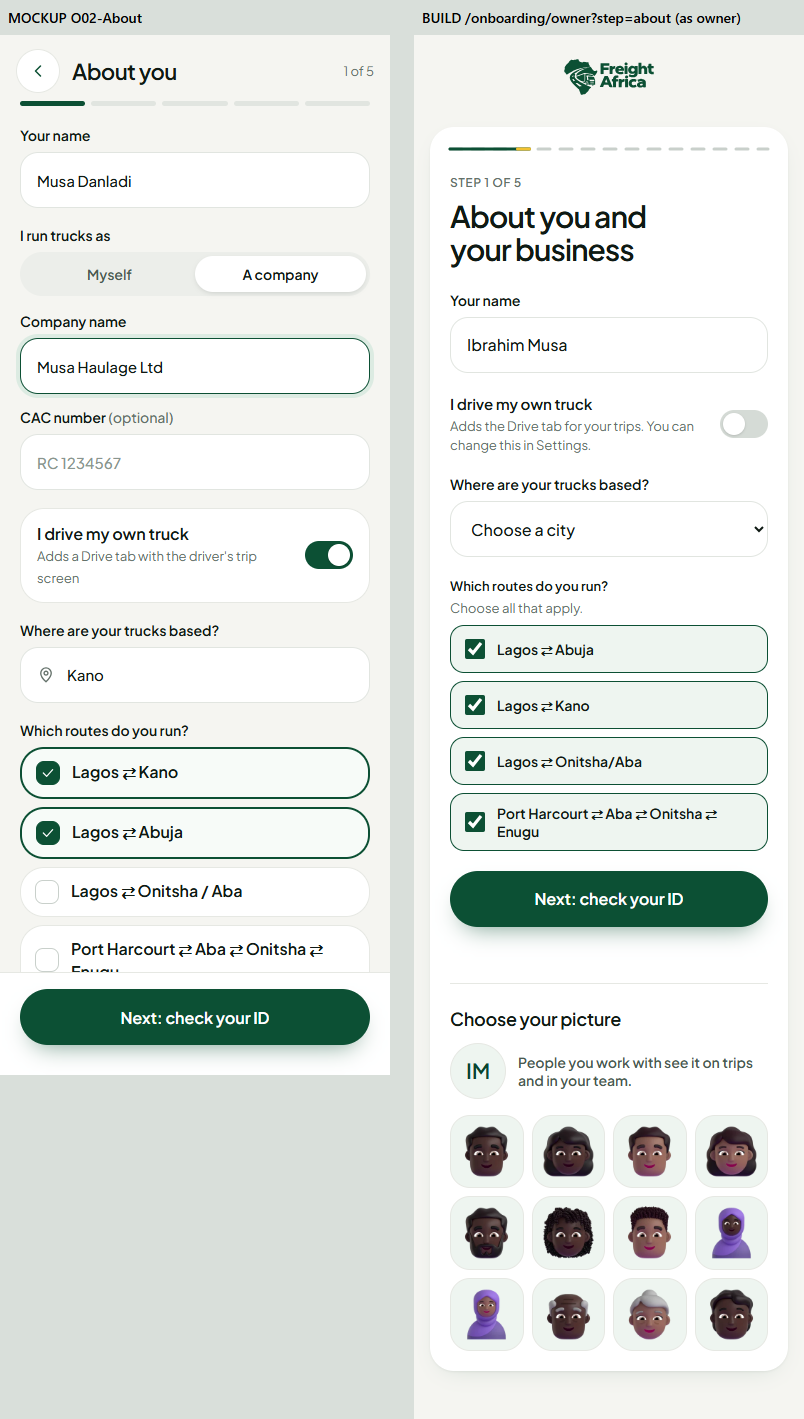 MOCKUP O02-About
About you
1 of 5
Your name
Musa Danladi
I run trucks as
Myself
A company
Company name
Musa Haulage Ltd
CAC number (optional)
RC 1234567
I drive my own truck
Adds a Drive tab with the driver's trip
screen
Where are your trucks based?
Kano
Which routes do you run?
Lagos ⇄ Kano
Lagos ⇄ Abuja
Lagos ⇄ Onitsha / Aba
Port Harcourt ⇄ Aba ⇄ Onitsha ⇄
Enugu
Next: check your ID
BUILD /onboarding/owner?step=about (as owner)
Freight
Africa
STEP 1 OF 5
About you and
your business
Your name
Ibrahim Musa
I drive my own truck
Adds the Drive tab for your trips. You can
change this in Settings.
Where are your trucks based?
Choose a city
Which routes do you run?
Choose all that apply.
Lagos ⇄ Abuja
Lagos ⇄ Kano
Lagos ⇄ Onitsha/Aba
Port Harcourt ⇄ Aba ⇄ Onitsha ⇄
Enugu
Next: check your ID
Choose your picture
IM
People you work with see it on trips
and in your team.